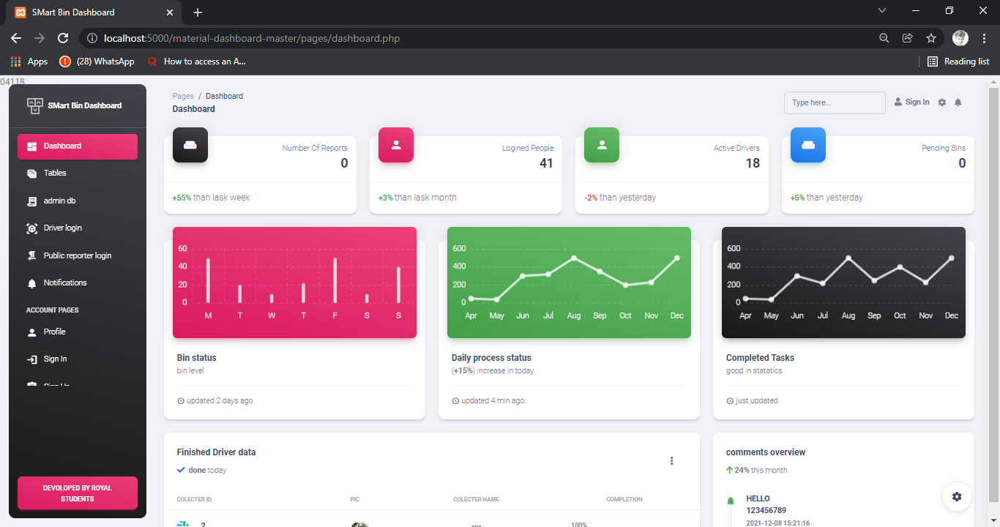 SMart Bin Dashboard
localhost:5000/material-dashboard-master/pages/dashboard.php
Apps
(28) WhatsApp
How to access an A...
Reading list
04118
SMart Bin Dashboard
Dashboard
Tables
admin db
Driver login
Public reporter login
Notifications
ACCOUNT PAGES
Profile
Sign In
Sign Up
DEVOLOPED BY ROYAL
STUDENTS
Pages / Dashboard
Dashboard
Type here...
Sign In
Number Of Reports
0
+55% than lask week
Logined People
41
+3% than lask month
Active Drivers
18
-2% than yesterday
Pending Bins
0
+5% than yesterday
60
40
20
0
M T W T F S S
Bin status
bin level
updated 2 days ago
600
400
200
0
Apr May Jun Jul Aug Sep Oct Nov Dec
Daily process status
(+15%) increase in today.
updated 4 min ago
600
400
200
0
Apr May Jun Jul Aug Sep Oct Nov Dec
Completed Tasks
good in statatics
just updated
Finished Driver data
done today
COLECTER ID PIC COLECTER NAME COMPLETION
2 xyz 100%
comments overview
24% this month
HELLO
123456789
2021-12-08 15:21:16